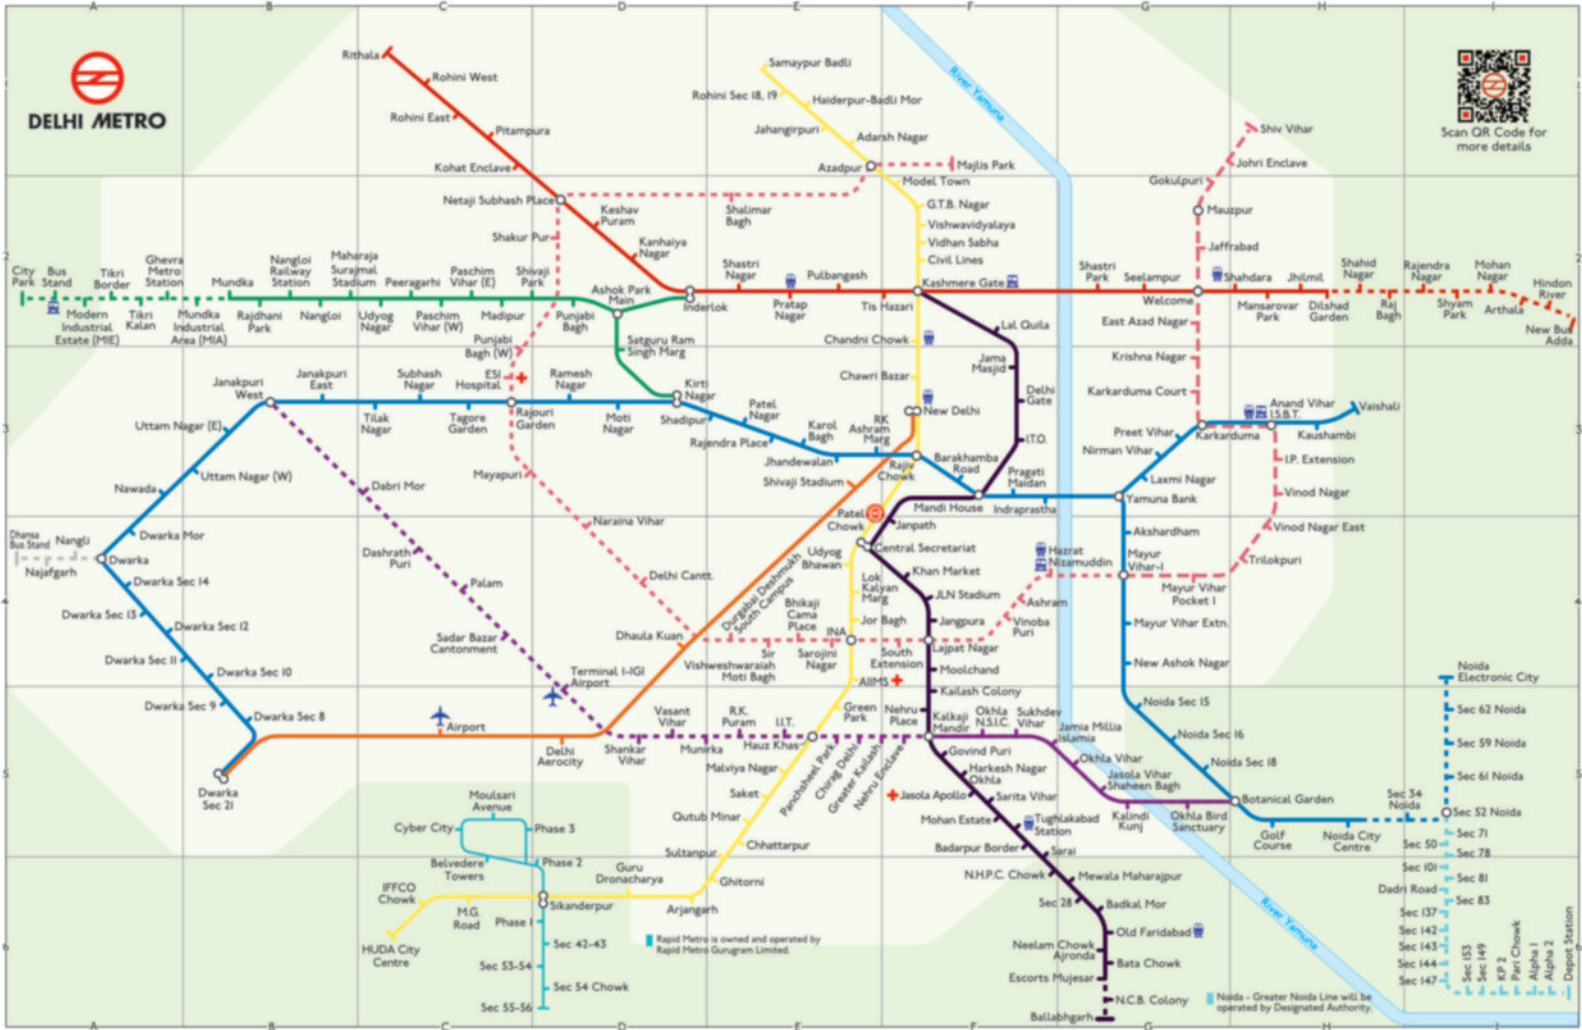 A
B
C
D
E
F
G
H
I
DELHI METRO
Scan QR Code for
more details
River Yamuna
Rithala
Rohini West
Rohini East
Pitampura
Kohat Enclave
Netaji Subhash Place
Keshav
Puram
Kanhaiya
Nagar
Inderlok
Shastri
Nagar
Pratap
Nagar
Pulbangash
Tis Hazari
Kashmere Gate
Shastri
Park
Seelampur
Welcome
Shahdara
Mansarovar
Park
Jhilmil
Dilshad
Garden
Shahid
Nagar
Raj
Bagh
Rajendra
Nagar
Shyam
Park
Mohan
Nagar
Arthala
Hindon
River
New Bus
Adda
Samaypur Badli
Rohini Sec 18, 19
Haiderpur-Badli Mor
Jahangirpuri
Adarsh Nagar
Azadpur
Majlis Park
Model Town
G.T.B. Nagar
Vishwavidyalaya
Vidhan Sabha
Civil Lines
Chandni Chowk
Chawri Bazar
New Delhi
Rajiv
Chowk
Patel
Chowk
Central Secretariat
Udyog
Bhawan
Lok
Kalyan
Marg
Jor Bagh
INA
AIIMS
Green
Park
Hauz Khas
Malviya Nagar
Saket
Qutub Minar
Chhattarpur
Sultanpur
Ghitorni
Arjangarh
Guru
Dronacharya
Sikanderpur
M.G.
Road
IFFCO
Chowk
HUDA City
Centre
Shalimar
Bagh
Shakur Pur
Punjabi
Bagh (W)
ESI
Hospital
Rajouri
Garden
Mayapuri
Naraina Vihar
Delhi Cantt.
Durgabai Deshmukh
South Campus
Vishweshwaraiah
Moti Bagh
Bhikaji
Cama
Place
Sir
Sarojini
Nagar
South
Extension
Lajpat Nagar
Vinoba
Puri
Ashram
Hazrat
Nizamuddin
Mayur
Vihar-I
Mayur Vihar
Pocket I
Trilokpuri
Vinod Nagar East
Vinod Nagar
I.P. Extension
Anand Vihar
I.S.B.T.
Karkarduma
Karkarduma Court
Krishna Nagar
East Azad Nagar
Jaffrabad
Mauzpur
Gokulpuri
Johri Enclave
Shiv Vihar
City
Park
Bus
Stand
Modern
Industrial
Estate (MIE)
Tikri
Border
Tikri
Kalan
Ghevra
Metro
Station
Mundka
Industrial
Area (MIA)
Mundka
Rajdhani
Park
Nangloi
Railway
Station
Nangloi
Maharaja
Surajmal
Stadium
Udyog
Nagar
Peeragarhi
Paschim
Vihar (W)
Paschim
Vihar (E)
Madipur
Shivaji
Park
Punjabi
Bagh
Ashok Park
Main
Satguru Ram
Singh Marg
Kirti
Nagar
Janakpuri
West
Janakpuri
East
Tilak
Nagar
Subhash
Nagar
Tagore
Garden
Ramesh
Nagar
Moti
Nagar
Shadipur
Patel
Nagar
Rajendra Place
Karol
Bagh
Jhandewalan
RK
Ashram
Marg
Barakhamba
Road
Mandi House
Pragati
Maidan
Indraprastha
Yamuna Bank
Laxmi Nagar
Nirman Vihar
Preet Vihar
Kaushambi
Vaishali
Uttam Nagar (E)
Uttam Nagar (W)
Nawada
Dwarka Mor
Dwarka
Dhansa
Bus Stand
Nangli
Najafgarh
Dwarka Sec 14
Dwarka Sec 13
Dwarka Sec 12
Dwarka Sec 11
Dwarka Sec 10
Dwarka Sec 9
Dwarka Sec 8
Dwarka
Sec 21
Airport
Delhi
Aerocity
Dhaula Kuan
Shivaji Stadium
Dabri Mor
Dashrath
Puri
Palam
Sadar Bazar
Cantonment
Terminal 1-IGI
Airport
Shankar
Vihar
Vasant
Vihar
Munirka
R.K.
Puram
I.I.T.
Panchsheel Park
Chirag Delhi
Greater Kailash
Nehru Enclave
Kalkaji
Mandir
Okhla
N.S.I.C.
Sukhdev
Vihar
Jamia Millia
Islamia
Okhla Vihar
Jasola Vihar
Shaheen Bagh
Kalindi
Kunj
Okhla Bird
Sanctuary
Botanical Garden
Lal Quila
Jama
Masjid
Delhi
Gate
I.T.O.
Janpath
Khan Market
JLN Stadium
Jangpura
Moolchand
Kailash Colony
Nehru
Place
Govind Puri
Harkesh Nagar
Okhla
Jasola Apollo
Sarita Vihar
Mohan Estate
Tughlakabad
Station
Badarpur Border
Sarai
N.H.P.C. Chowk
Mewala Maharajpur
Sec 28
Badkal Mor
Old Faridabad
Neelam Chowk
Ajronda
Bata Chowk
Escorts Mujesar
N.C.B. Colony
Ballabhgarh
Akshardham
Mayur Vihar Extn.
New Ashok Nagar
Noida Sec 15
Noida Sec 16
Noida Sec 18
Golf
Course
Noida City
Centre
Sec 34
Noida
Sec 52 Noida
Sec 61 Noida
Sec 59 Noida
Sec 62 Noida
Noida
Electronic City
Sec 71
Sec 50
Sec 78
Sec 101
Sec 81
Dadri Road
Sec 83
Sec 137
Sec 142
Sec 143
Sec 144
Sec 147
Sec 153
Sec 149
KP 2
Pari Chowk
Alpha 1
Alpha 2
Depot Station
Moulsari
Avenue
Cyber City
Phase 3
Belvedere
Towers
Phase 2
Phase 1
Sec 42-43
Sec 53-54
Sec 54 Chowk
Sec 55-56
Rapid Metro is owned and operated by
Rapid Metro Gurugram Limited.
River Yamuna
Noida - Greater Noida Line will be
operated by Designated Authority.
2
3
4
5
6
A
B
C
D
E
F
G
H
I